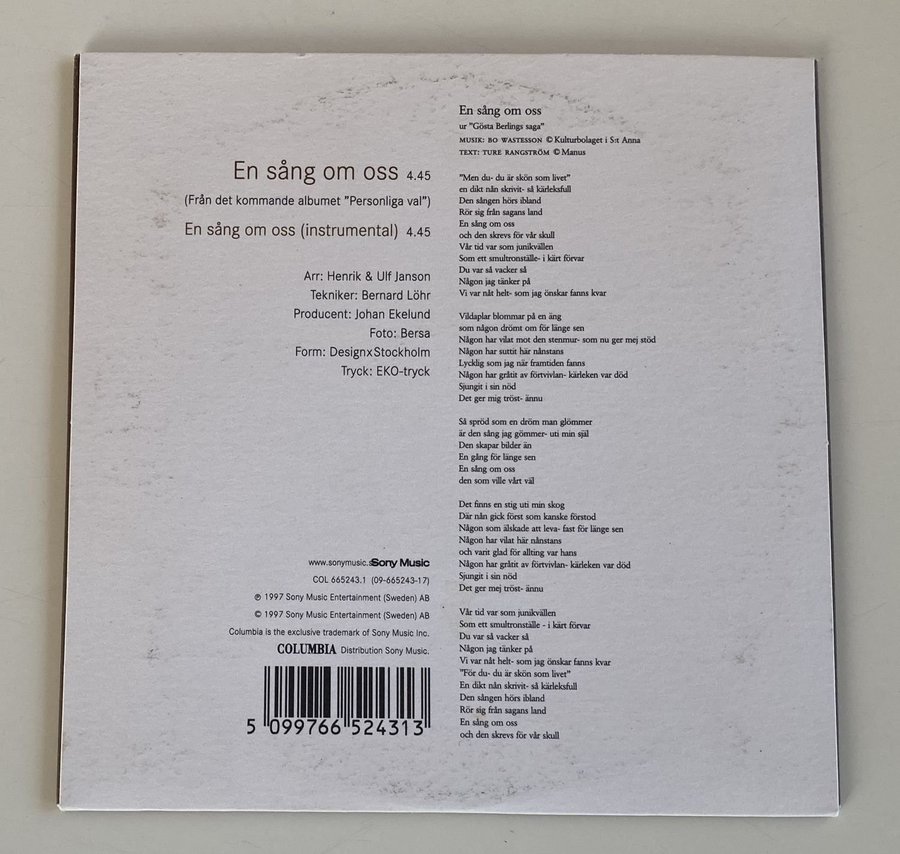 En sång om oss 4.45
(Från det kommande albumet ”Personliga val”)
En sång om oss (instrumental) 4.45
Arr: Henrik & Ulf Janson
Tekniker: Bernard Löhr
Producent: Johan Ekelund
Foto: Bersa
Form: DesignxStockholm
Tryck: EKO-tryck
www.sonymusic.s Sony Music
COL 665243.1 (09-665243-17)
℗ 1997 Sony Music Entertainment (Sweden) AB
© 1997 Sony Music Entertainment (Sweden) AB
Columbia is the exclusive trademark of Sony Music Inc.
COLUMBIA Distribution Sony Music.
5 099766 524313
En sång om oss
ur "Gösta Berlings saga"
MUSIK: BO WASTESSON © Kulturbolaget i S:t Anna
TEXT: TURE RANGSTRÖM © Manus
"Men du- du är skön som livet"
en dikt nån skrivit- så kärleksfull
Den sången hörs ibland
Rör sig från sagans land
En sång om oss
och den skrevs för vår skull
Vår tid var som junikvällen
Som ett smultronställe- i kärt förvar
Du var så vacker så
Någon jag tänker på
Vi var nåt helt- som jag önskar fanns kvar
Vildaplar blommar på en äng
som någon drömt om för länge sen
Någon har vilat mot den stenmur- som nu ger mej stöd
Någon har suttit här nånstans
Lycklig som jag när framtiden fanns
Någon har gråtit av förtvivlan- kärleken var död
Sjungit i sin nöd
Det ger mig tröst- ännu
Så spröd som en dröm man glömmer
är den sång jag gömmer- uti min själ
Den skapar bilder än
En gång för länge sen
En sång om oss
den som ville vårt väl
Det finns en stig uti min skog
Där nån gick först som kanske förstod
Någon som älskade att leva- fast för länge sen
Någon har vilat här nånstans
och varit glad för allting var hans
Någon har gråtit av förtvivlan- kärleken var död
Sjungit i sin nöd
Det ger mej tröst- ännu
Vår tid var som junikvällen
Som ett smultronställe - i kärt förvar
Du var så vacker så
Någon jag tänker på
Vi var nåt helt- som jag önskar fanns kvar
"För du- du är skön som livet"
En dikt nån skrivit- så kärleksfull
Den sången hörs ibland
Rör sig från sagans land
En sång om oss
och den skrevs för vår skull